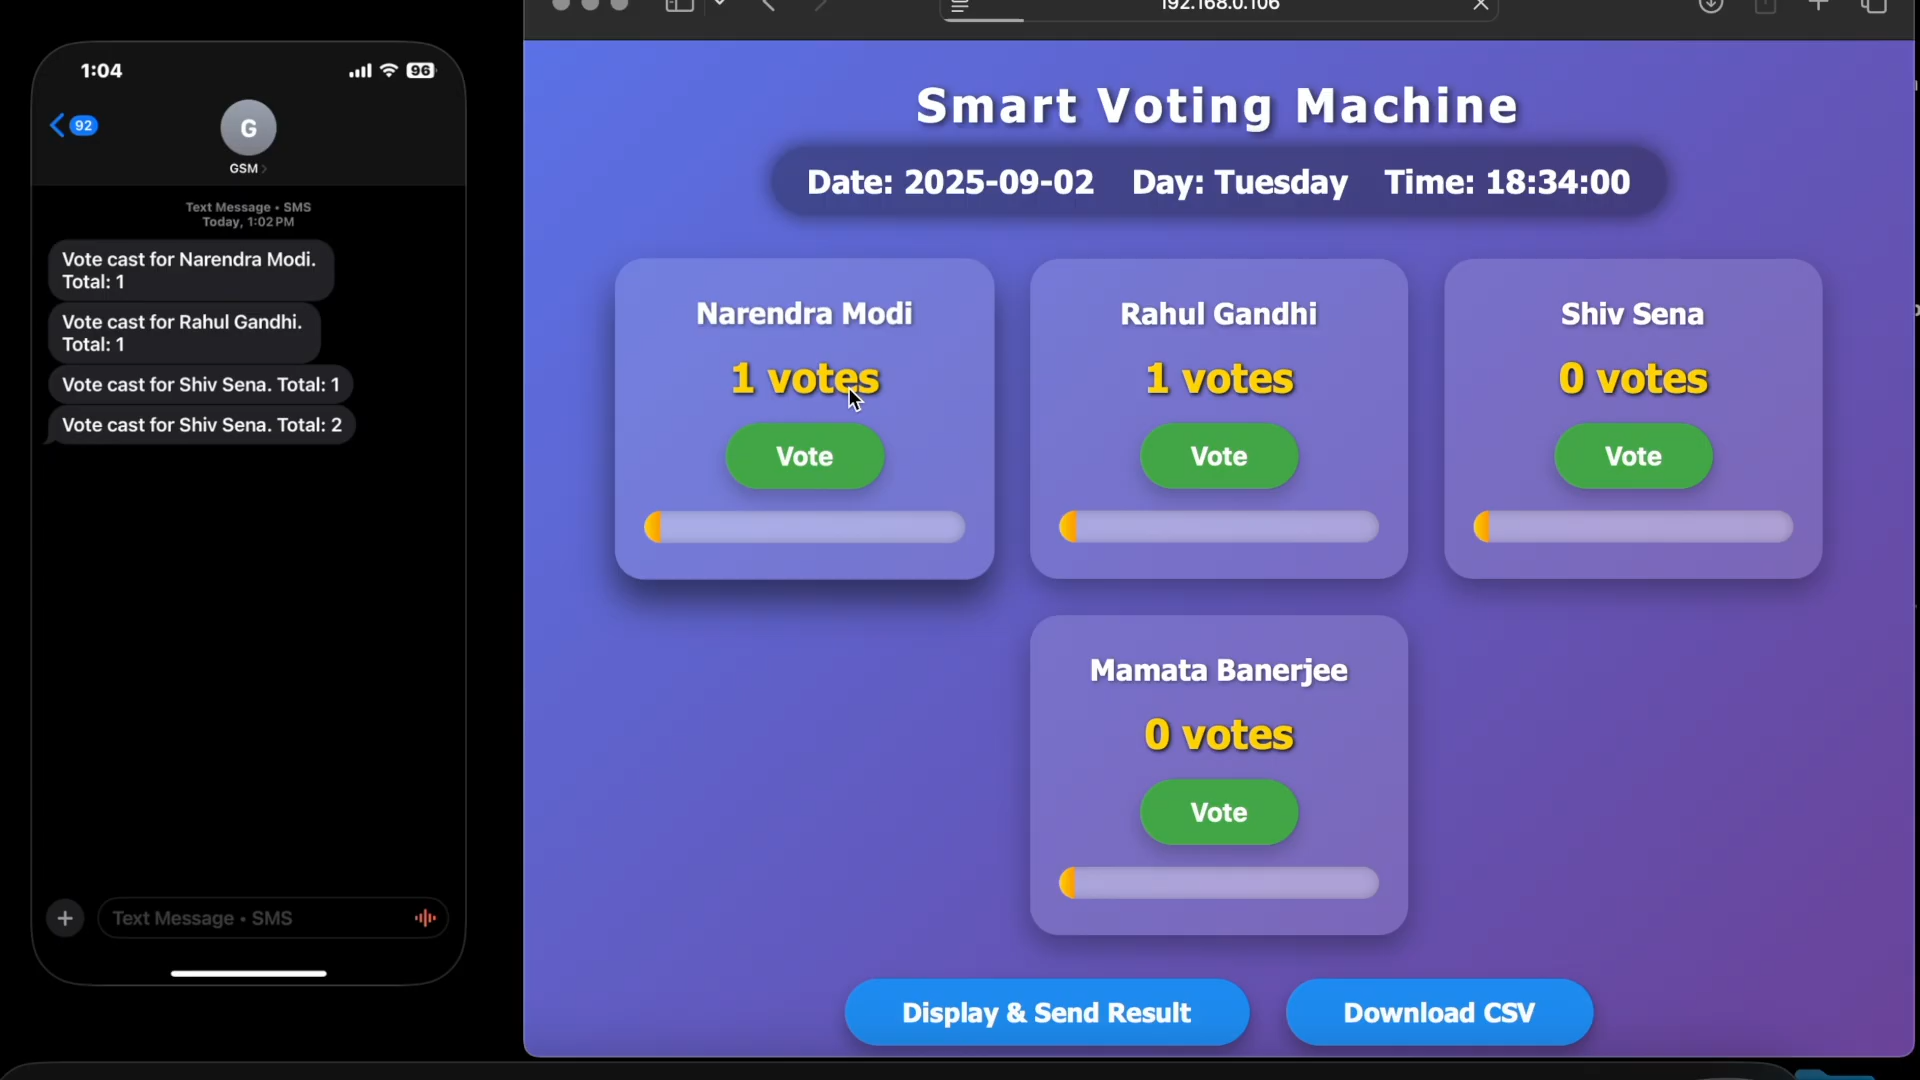 1:04
96
92
G
GSM
Text Message • SMS
Today, 1:02 PM
Vote cast for Narendra Modi.
Total: 1
Vote cast for Rahul Gandhi.
Total: 1
Vote cast for Shiv Sena. Total: 1
Vote cast for Shiv Sena. Total: 2
Text Message • SMS
192.168.0.106
Smart Voting Machine
Date: 2025-09-02 Day: Tuesday Time: 18:34:00
Narendra Modi
1 votes
Vote
Rahul Gandhi
1 votes
Vote
Shiv Sena
0 votes
Vote
Mamata Banerjee
0 votes
Vote
Display & Send Result
Download CSV